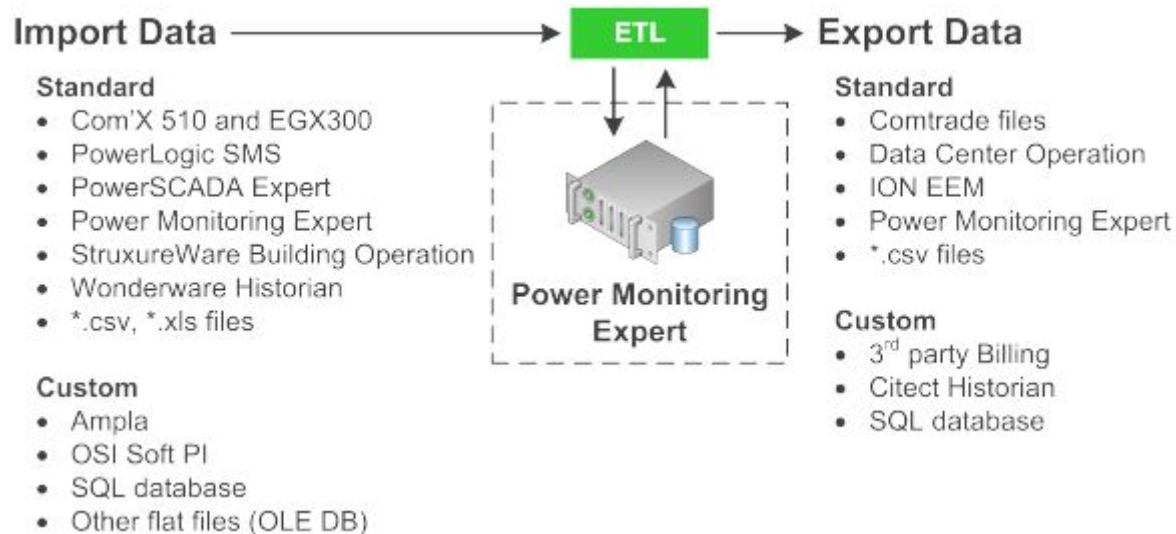 Import Data
ETL
Export Data
Standard
• Com'X 510 and EGX300
• PowerLogic SMS
• PowerSCADA Expert
• Power Monitoring Expert
• StruxureWare Building Operation
• Wonderware Historian
• *.csv, *.xls files
Custom
• Ampla
• OSI Soft PI
• SQL database
• Other flat files (OLE DB)
Power Monitoring
Expert
Standard
• Comtrade files
• Data Center Operation
• ION EEM
• Power Monitoring Expert
• *.csv files
Custom
• 3rd party Billing
• Citect Historian
• SQL database